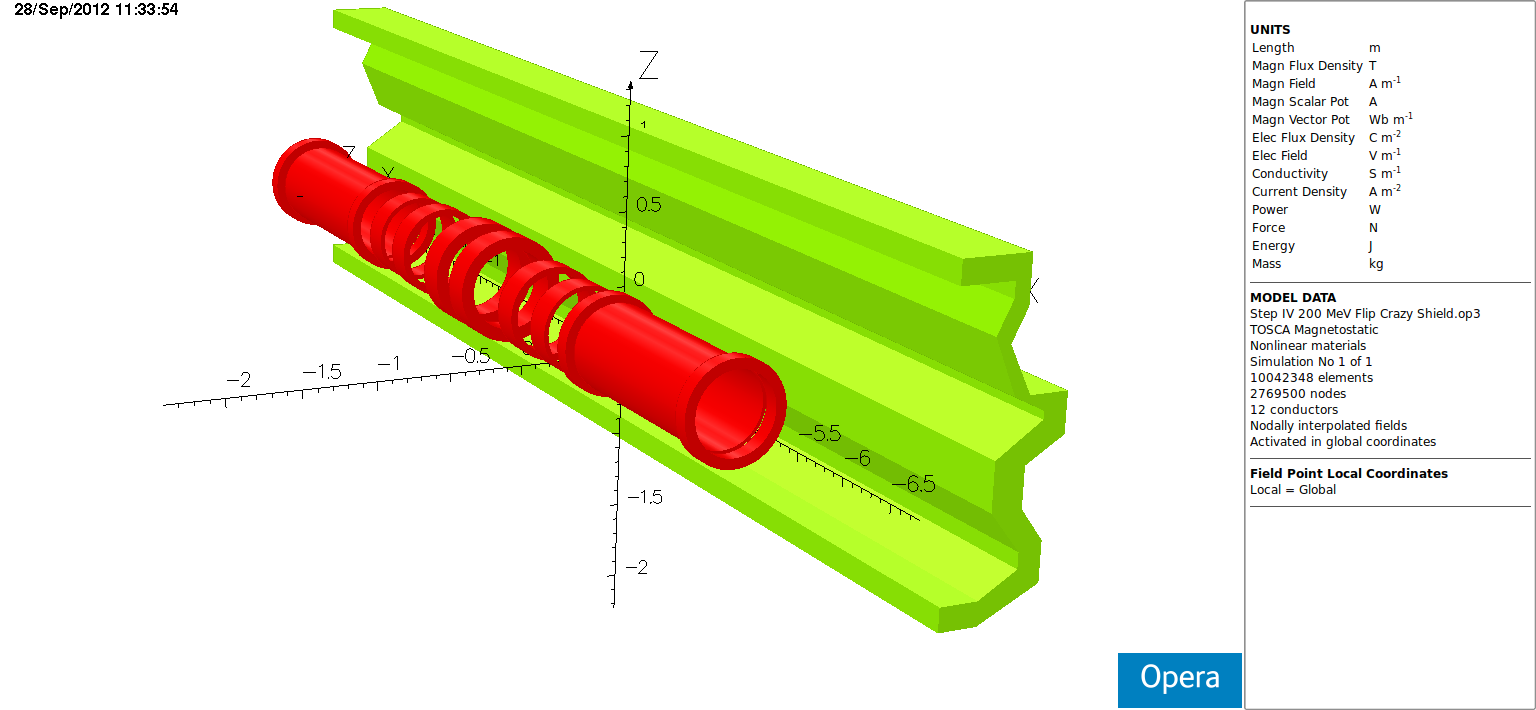 28/Sep/2012 11:33:54
Z
1
0.5
0
−1
−0.5
−1
−1.5
−2
−1.5
−2
−5.5
−6
−6.5
X
Z
Y
Opera
UNITS
Length m
Magn Flux Density T
Magn Field A m-1
Magn Scalar Pot A
Magn Vector Pot Wb m-1
Elec Flux Density C m-2
Elec Field V m-1
Conductivity S m-1
Current Density A m-2
Power W
Force N
Energy J
Mass kg
MODEL DATA
Step IV 200 MeV Flip Crazy Shield.op3
TOSCA Magnetostatic
Nonlinear materials
Simulation No 1 of 1
10042348 elements
2769500 nodes
12 conductors
Nodally interpolated fields
Activated in global coordinates
Field Point Local Coordinates
Local = Global